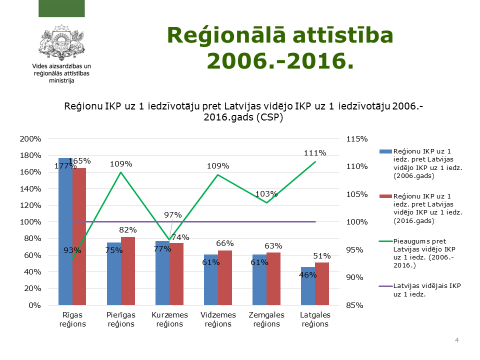 Reģionālā attīstība
2006.-2016.
Vides aizsardzības un
reģionālās attīstības
ministrija
Reģionu IKP uz 1 iedzīvotāju pret Latvijas vidējo IKP uz 1 iedzīvotāju 2006.-
2016.gads (CSP)
200%
180%
160%
140%
120%
100%
80%
60%
40%
20%
0%
177%
165%
93%
109%
75%
82%
97%
77%
74%
109%
61%
66%
103%
61%
63%
111%
46%
51%
115%
110%
105%
100%
95%
90%
85%
Rīgas
reģions
Pierīgas
reģions
Kurzemes
reģions
Vidzemes
reģions
Zemgales
reģions
Latgales
reģions
Reģionu IKP uz 1
iedz. pret Latvijas
vidējo IKP uz 1 iedz.
(2006.gads)
Reģionu IKP uz 1
iedz. pret Latvijas
vidējo IKP uz 1 iedz.
(2016.gads)
Pieaugums pret
Latvijas vidējo IKP
uz 1 iedz. (2006.-
2016.)
Latvijas vidējais IKP
uz 1 iedz.
4